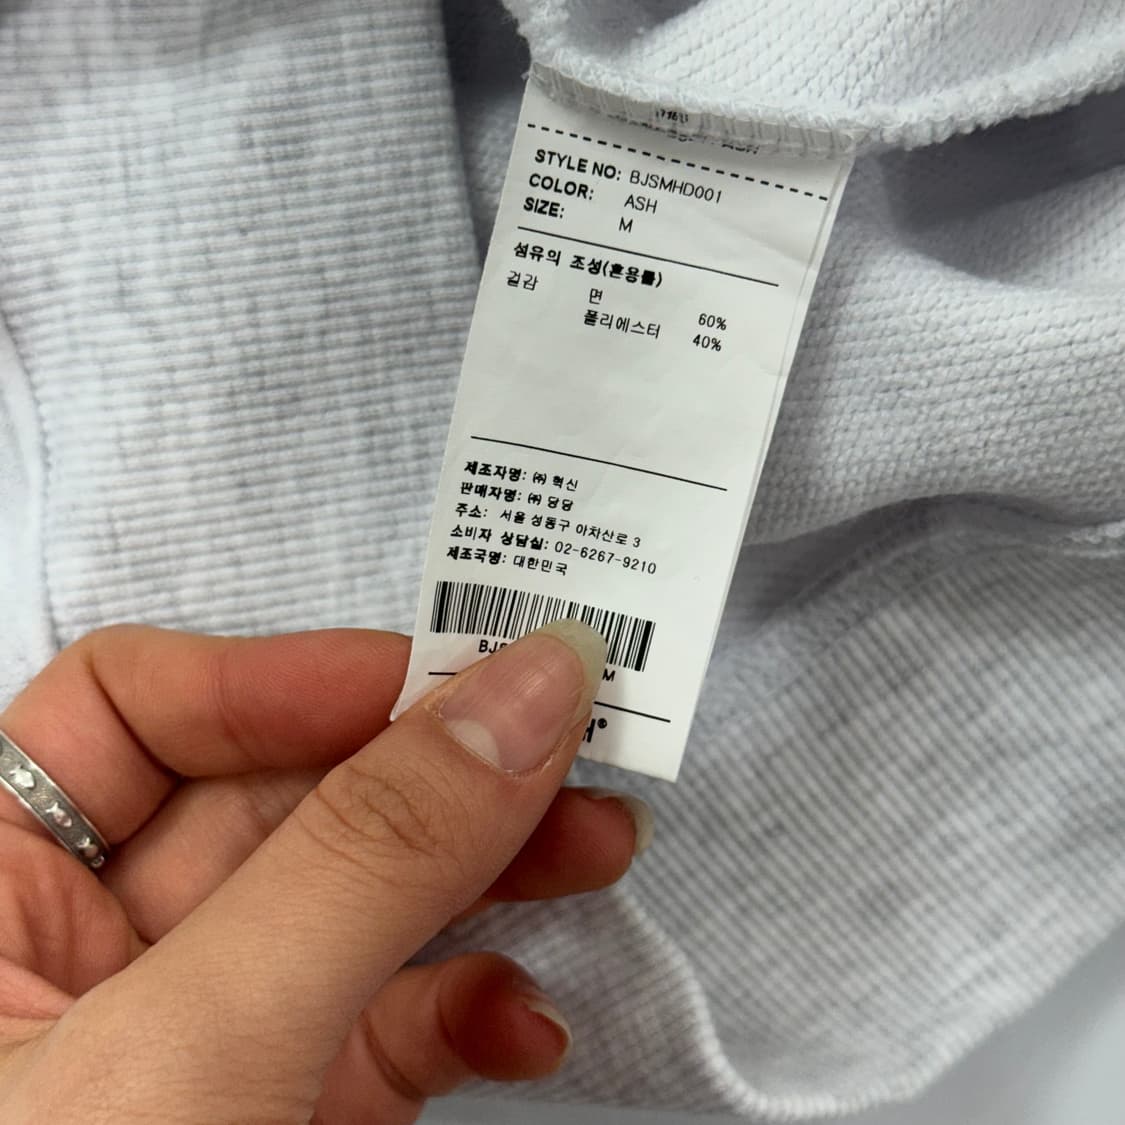 STYLE NO: BJSMHD001
COLOR: ASH
SIZE: M
섬유의 조성(혼용률)
겉감 면 60%
폴리에스터 40%
제조자명: ㈜ 혁신
판매자명: ㈜ 당당
주소: 서울 성동구 아차산로 3
소비자 상담실: 02-6267-9210
제조국명: 대한민국